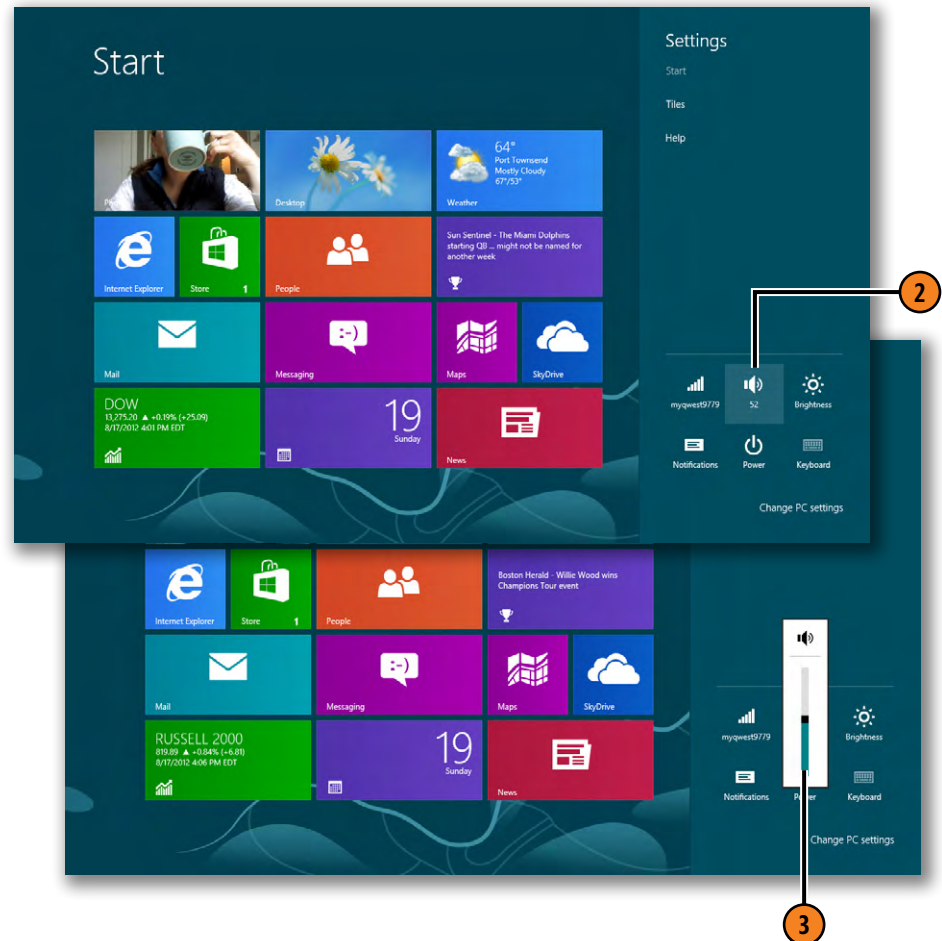 Start
Settings
Start
Tiles
Help
64°
Port Townsend
Mostly Cloudy
67°/53°
Desktop
Weather
Internet Explorer
Store
1
People
Sun Sentinel - The Miami Dolphins
starting QB ... might not be named for
another week
Mail
:-)
Messaging
Maps
SkyDrive
DOW
13,275.20 ▲ +0.19% (+25.09)
8/17/2012 4:01 PM EDT
19
Sunday
News
2
myqwest9779
52
Brightness
Notifications
Power
Keyboard
Change PC settings
Internet Explorer
Store
1
People
Boston Herald - Willie Wood wins
Champions Tour event
Mail
:-)
Messaging
Maps
SkyDrive
RUSSELL 2000
819.89 ▲ +0.84% (+6.81)
8/17/2012 4:06 PM EDT
19
Sunday
News
myqwest9779
Brightness
Notifications
Keyboard
Change PC settings
3